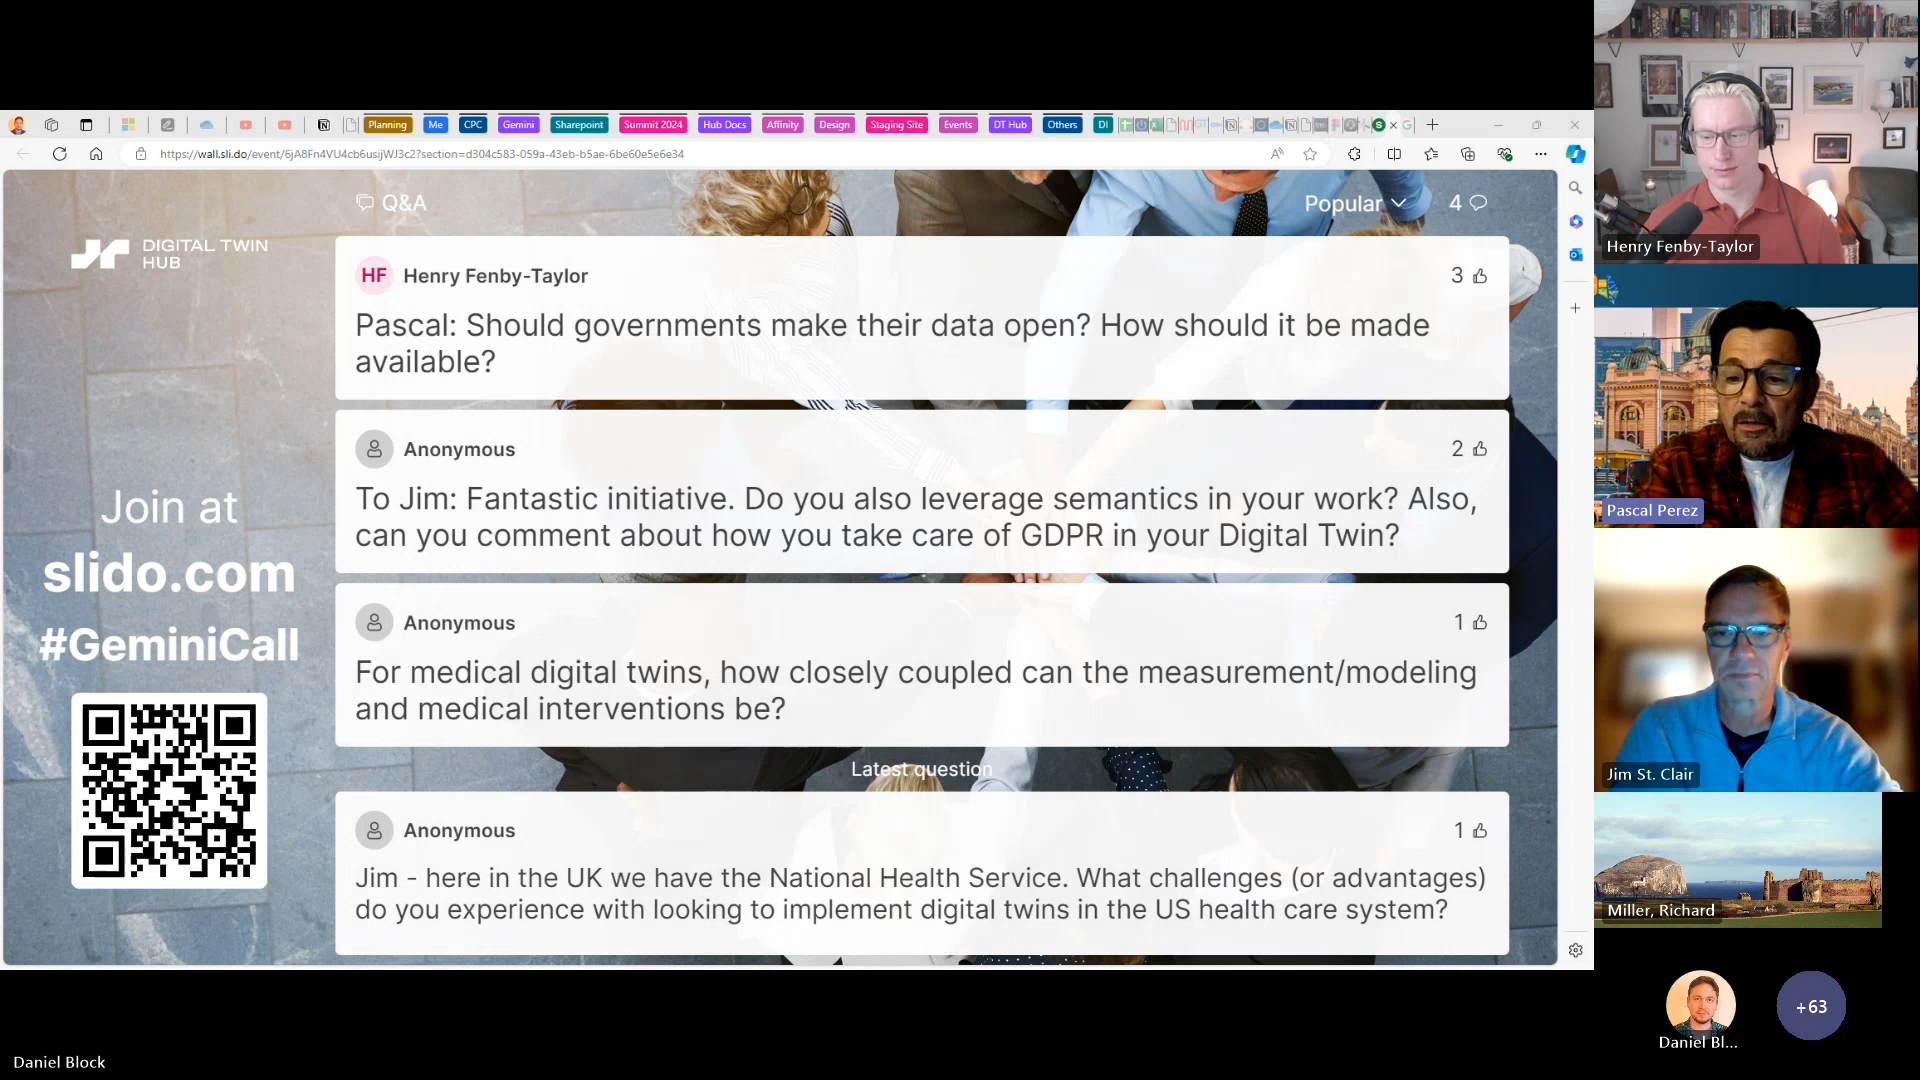 Planning
Me
CPC
Gemini
Sharepoint
Summit 2024
Hub Docs
Affinity
Design
Staging Site
Events
DT Hub
Others
DI
https://wall.sli.do/event/6jA8Fn4VU4cb6usijWJ3c2?section=d304c583-059a-43eb-b5ae-6be60e5e6e34
Q&A
Popular
4
DIGITAL TWIN
HUB
Join at
slido.com
#GeminiCall
HF Henry Fenby-Taylor
3
Pascal: Should governments make their data open? How should it be made
available?
Anonymous
2
To Jim: Fantastic initiative. Do you also leverage semantics in your work? Also,
can you comment about how you take care of GDPR in your Digital Twin?
Anonymous
1
For medical digital twins, how closely coupled can the measurement/modeling
and medical interventions be?
Latest question
Anonymous
1
Jim - here in the UK we have the National Health Service. What challenges (or advantages)
do you experience with looking to implement digital twins in the US health care system?
Henry Fenby-Taylor
Pascal Perez
Jim St. Clair
Miller, Richard
Daniel Bl...
+63
Daniel Block